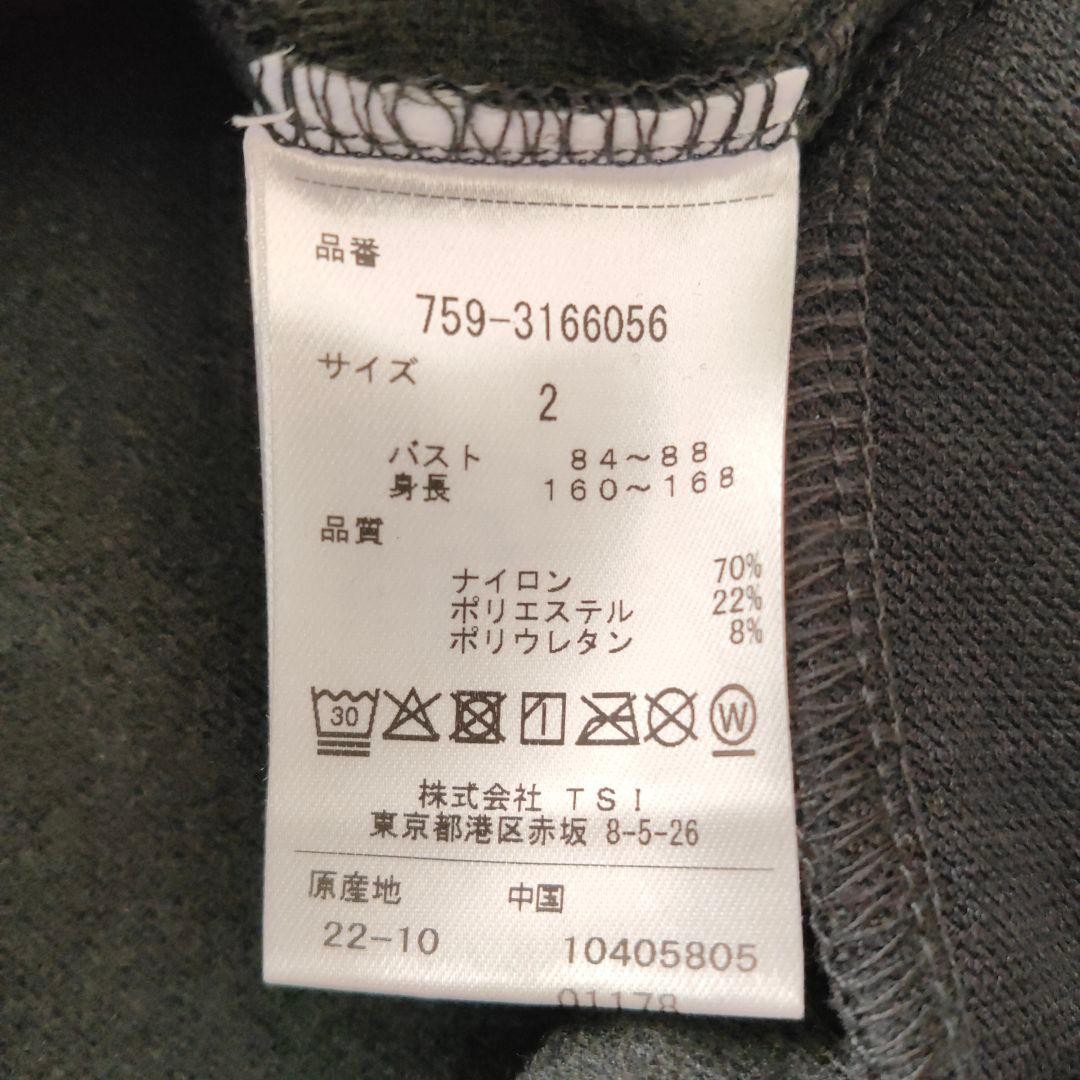 品番
759-3166056
サイズ
2
バスト 84～88
身長 160～168
品質
ナイロン 70%
ポリエステル 22%
ポリウレタン 8%
30 W
株式会社 TSI
東京都港区赤坂 8-5-26
原産地 中国
22-10 10405805
01178